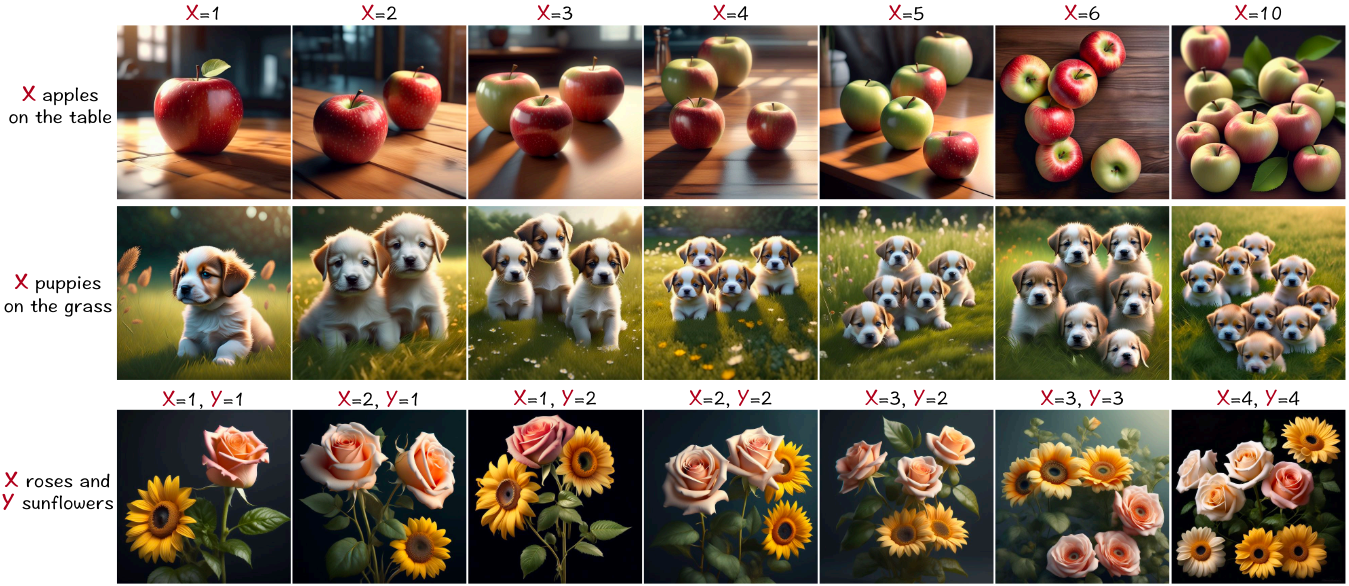 X=1
X=2
X=3
X=4
X=5
X=6
X=10
X apples
on the table
X puppies
on the grass
X=1, Y=1
X=2, Y=1
X=1, Y=2
X=2, Y=2
X=3, Y=2
X=3, Y=3
X=4, Y=4
X roses and
Y sunflowers